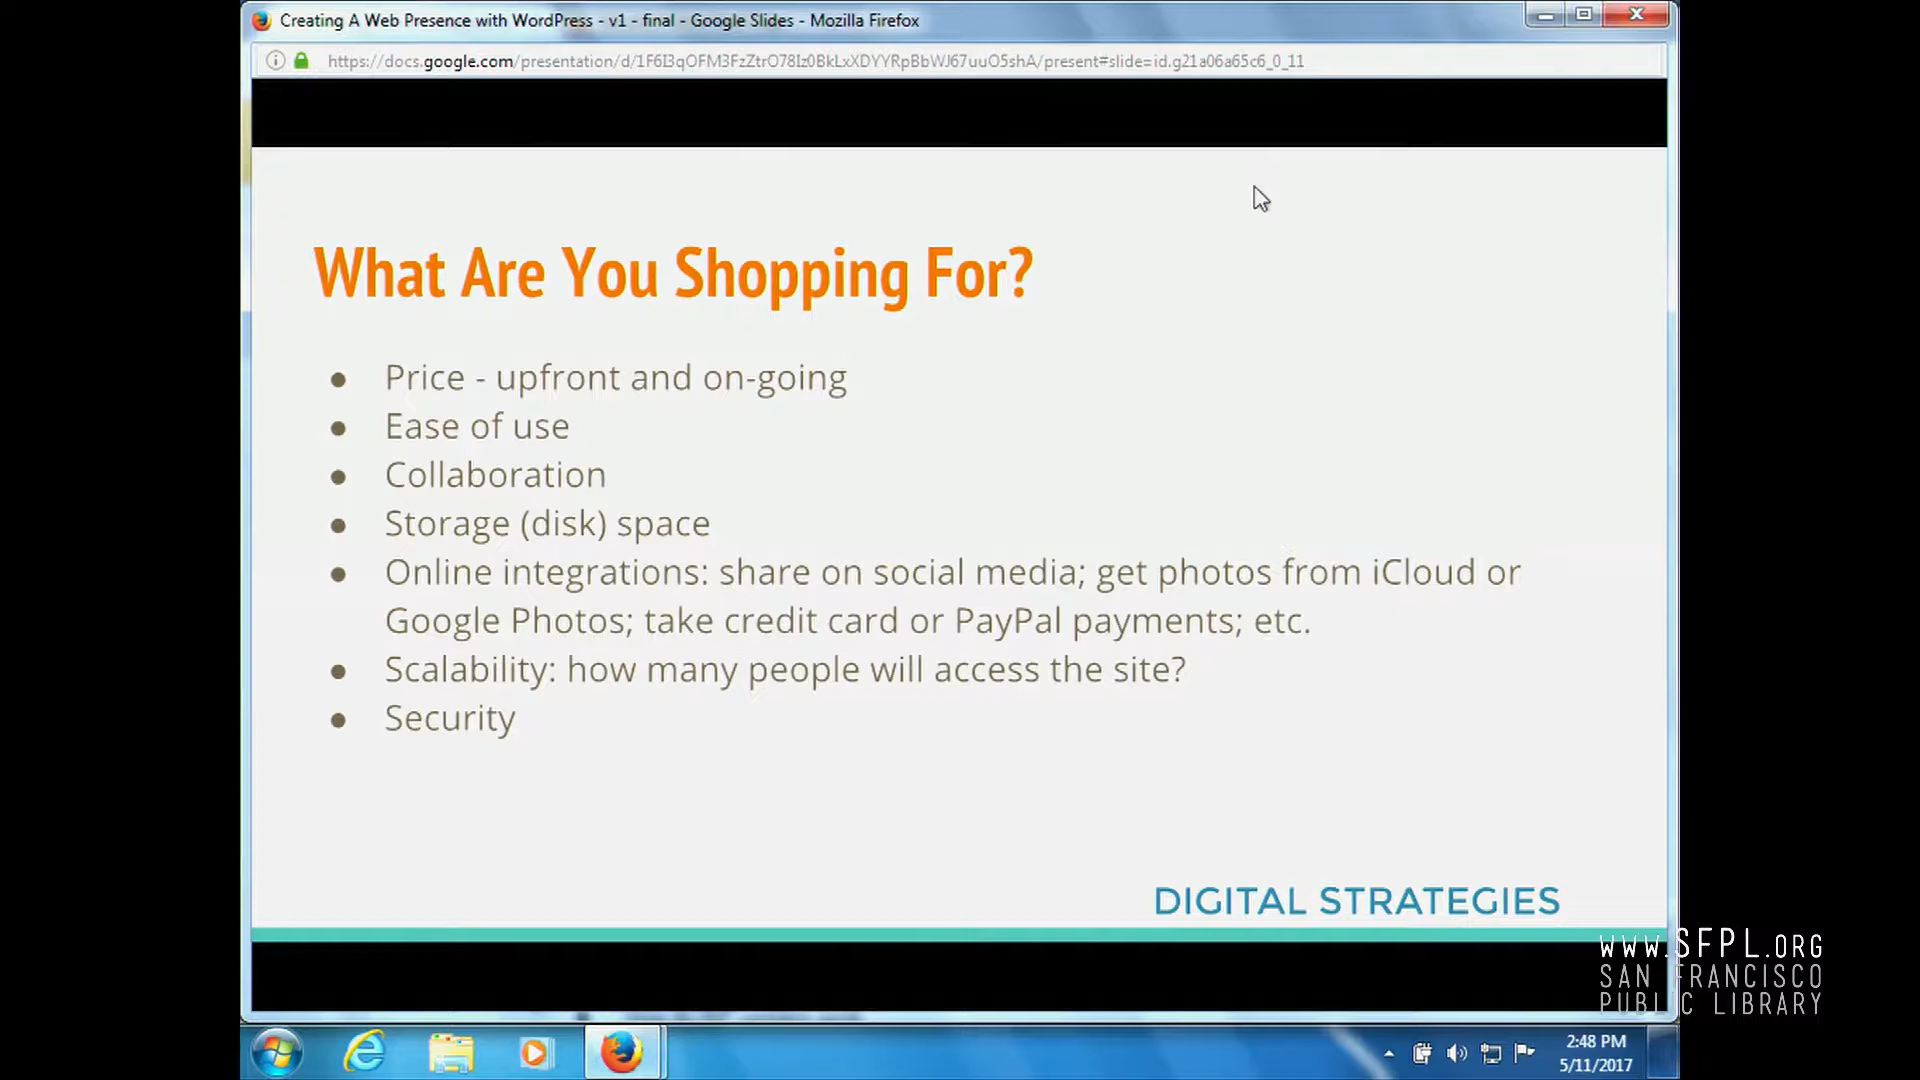 Creating A Web Presence with WordPress - v1 - final - Google Slides - Mozilla Firefox
https://docs.google.com/presentation/d/1F6I3qOFM3FzZtrO78Iz0BkLxXDYYRpBbWJ67uuO5shA/present#slide=id.g21a06a65c6_0_11
What Are You Shopping For?
● Price - upfront and on-going
● Ease of use
● Collaboration
● Storage (disk) space
● Online integrations: share on social media; get photos from iCloud or
Google Photos; take credit card or PayPal payments; etc.
● Scalability: how many people will access the site?
● Security
DIGITAL STRATEGIES
WWW.SFPL.ORG
SAN FRANCISCO
PUBLIC LIBRARY
2:48 PM
5/11/2017